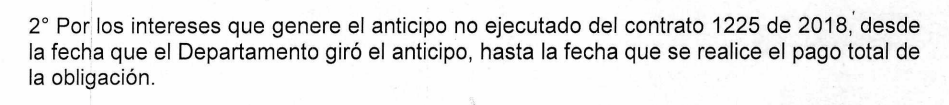 2° Por los intereses que genere el anticipo no ejecutado del contrato 1225 de 2018, desde
la fecha que el Departamento giró el anticipo, hasta la fecha que se realice el pago total de
la obligación.